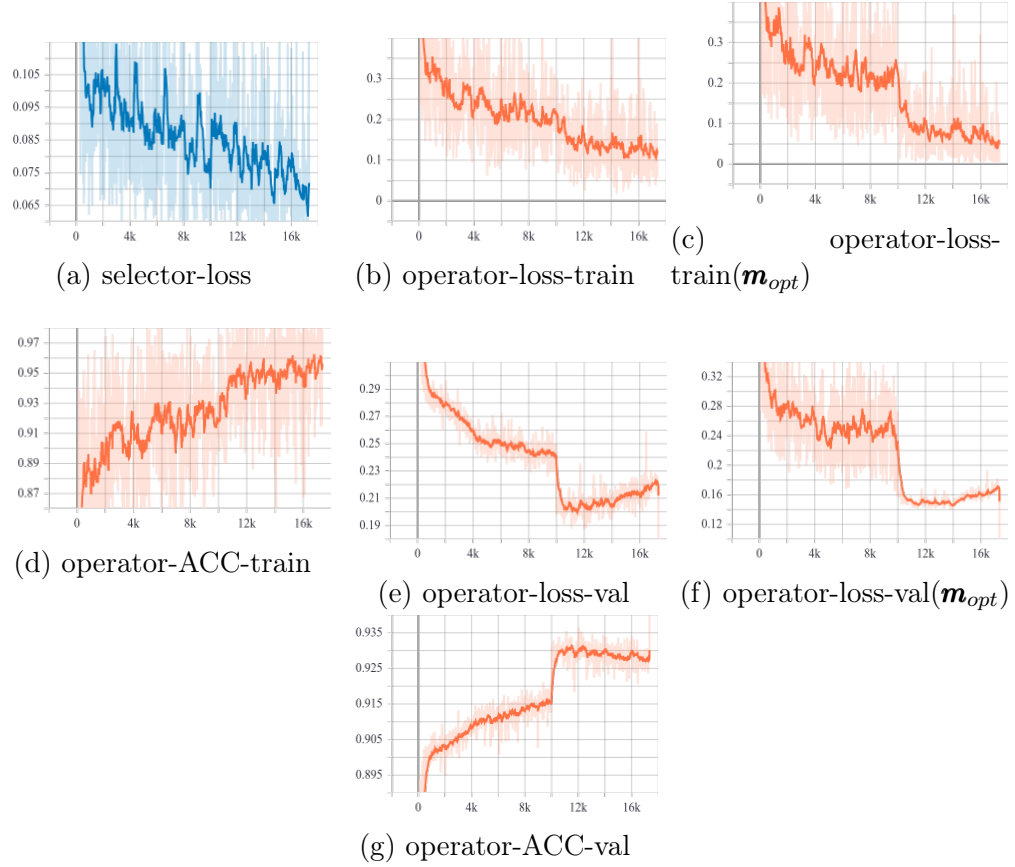 0.105
0.095
0.085
0.075
0.065
0 4k 8k 12k 16k
(a) selector-loss
0.3
0.2
0.1
0
0 4k 8k 12k 16k
(b) operator-loss-train
0.3
0.2
0.1
0
0 4k 8k 12k 16k
(c) operator-loss-
train(m_opt)
0.97
0.95
0.93
0.91
0.89
0.87
0 4k 8k 12k 16k
(d) operator-ACC-train
0.29
0.27
0.25
0.23
0.21
0.19
0 4k 8k 12k 16k
(e) operator-loss-val
0.32
0.28
0.24
0.2
0.16
0.12
0 4k 8k 12k 16k
(f) operator-loss-val(m_opt)
0.935
0.925
0.915
0.905
0.895
0 4k 8k 12k 16k
(g) operator-ACC-val